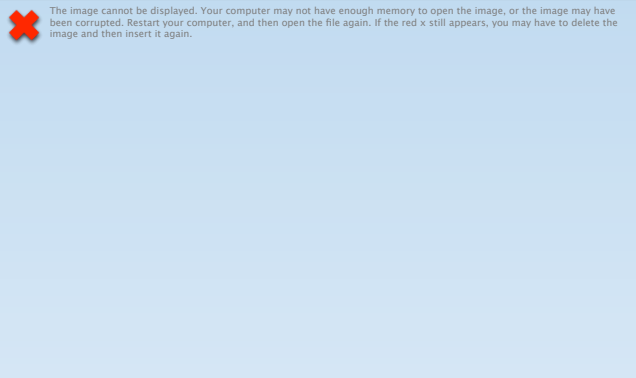 The image cannot be displayed. Your computer may not have enough memory to open the image, or the image may have
been corrupted. Restart your computer, and then open the file again. If the red x still appears, you may have to delete the
image and then insert it again.